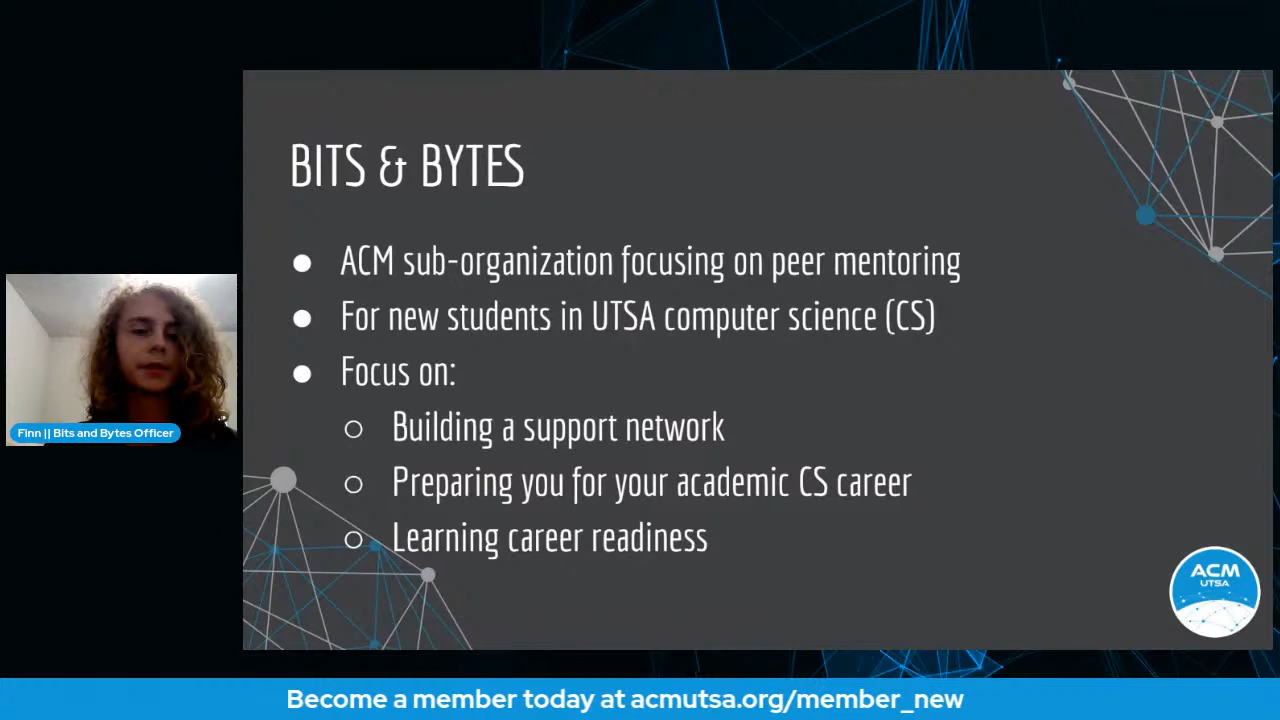 BITS & BYTES
● ACM sub-organization focusing on peer mentoring
● For new students in UTSA computer science (CS)
● Focus on:
○ Building a support network
○ Preparing you for your academic CS career
○ Learning career readiness
Finn || Bits and Bytes Officer
ACM
UTSA
Become a member today at acmutsa.org/member_new